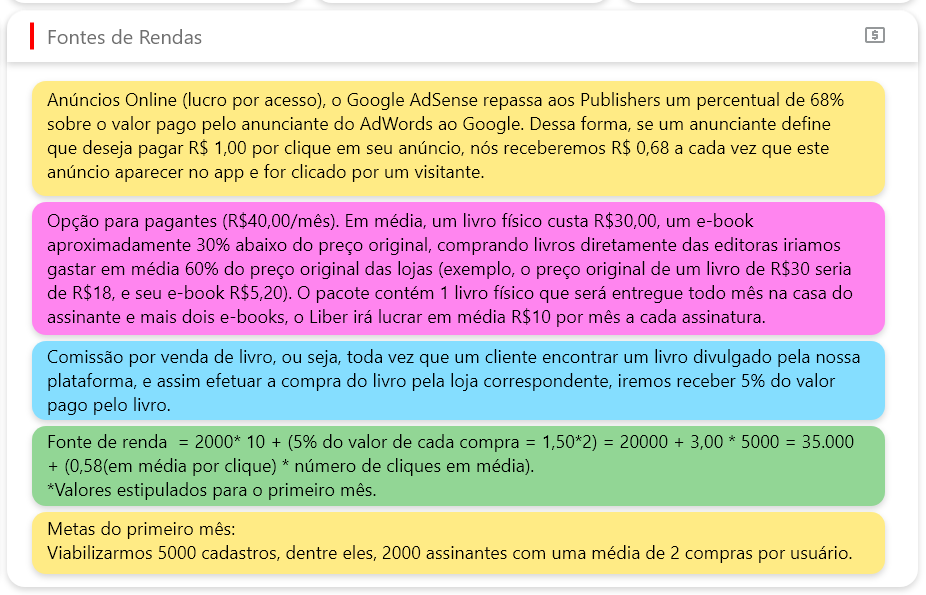 Fontes de Rendas
Anúncios Online (lucro por acesso), o Google AdSense repassa aos Publishers um percentual de 68%
sobre o valor pago pelo anunciante do AdWords ao Google. Dessa forma, se um anunciante define
que deseja pagar R$ 1,00 por clique em seu anúncio, nós receberemos R$ 0,68 a cada vez que este
anúncio aparecer no app e for clicado por um visitante.
Opção para pagantes (R$40,00/mês). Em média, um livro físico custa R$30,00, um e-book
aproximadamente 30% abaixo do preço original, comprando livros diretamente das editoras iriamos
gastar em média 60% do preço original das lojas (exemplo, o preço original de um livro de R$30 seria
de R$18, e seu e-book R$5,20). O pacote contém 1 livro físico que será entregue todo mês na casa do
assinante e mais dois e-books, o Liber irá lucrar em média R$10 por mês a cada assinatura.
Comissão por venda de livro, ou seja, toda vez que um cliente encontrar um livro divulgado pela nossa
plataforma, e assim efetuar a compra do livro pela loja correspondente, iremos receber 5% do valor
pago pelo livro.
Fonte de renda  = 2000* 10 + (5% do valor de cada compra = 1,50*2) = 20000 + 3,00 * 5000 = 35.000
+ (0,58(em média por clique) * número de cliques em média).
*Valores estipulados para o primeiro mês.
Metas do primeiro mês:
Viabilizarmos 5000 cadastros, dentre eles, 2000 assinantes com uma média de 2 compras por usuário.